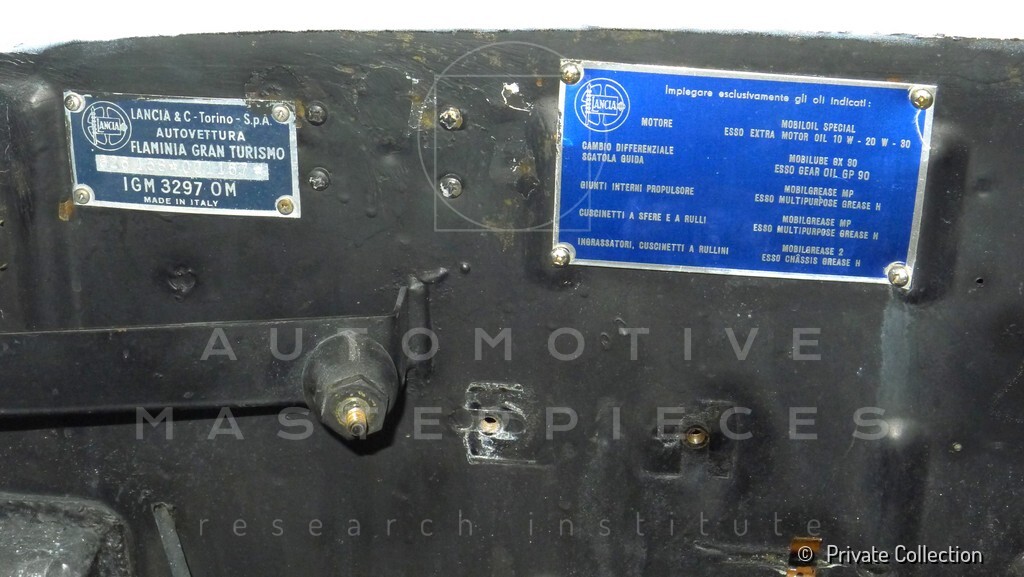 LANCIA & C - Torino - S.p.A
AUTOVETTURA
LANCIA
FLAMINIA GRAN TURISMO
IGM 3297 OM
MADE IN ITALY
LANCIA
Impiegare esclusivamente gli oli indicati:
MOTORE
MOBILOIL SPECIAL
ESSO EXTRA MOTOR OIL 10 W - 20 W - 30
CAMBIO DIFFERENZIALE
SCATOLA GUIDA
MOBILUBE GX 90
ESSO GEAR OIL GP 90
GIUNTI INTERNI PROPULSORE
MOBILGREASE MP
ESSO MULTIPURPOSE GREASE H
CUSCINETTI A SFERE E A RULLI
MOBILGREASE MP
ESSO MULTIPURPOSE GREASE H
INGRASSATORI, CUSCINETTI A RULLINI
MOBILGREASE 2
ESSO CHÂSSIS GREASE H
AUTOMOTIVE
MASTERPIECES
research institute
© Private Collection